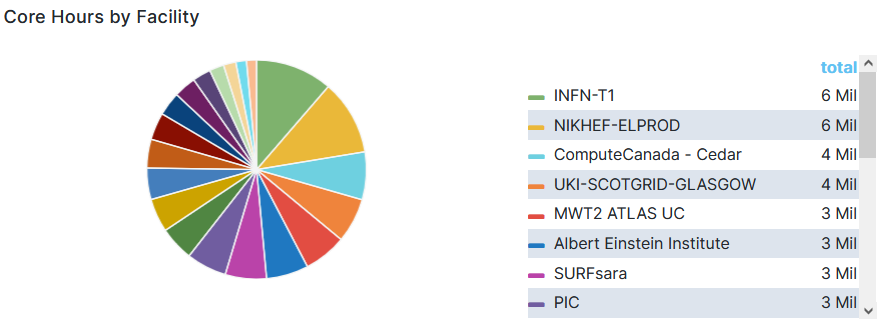 Core Hours by Facility
total
INFN-T1 6 Mil
NIKHEF-ELPROD 6 Mil
ComputeCanada - Cedar 4 Mil
UKI-SCOTGRID-GLASGOW 4 Mil
MWT2 ATLAS UC 3 Mil
Albert Einstein Institute 3 Mil
SURFsara 3 Mil
PIC 3 Mil